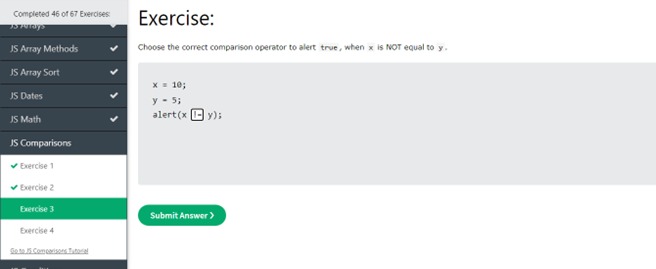 Completed 46 of 67 Exercises:
JS Arrays
JS Array Methods
JS Array Sort
JS Dates
JS Math
JS Comparisons
Exercise 1
Exercise 2
Exercise 3
Exercise 4
Go to JS Comparisons Tutorial
Exercise:
Choose the correct comparison operator to alert true, when x is NOT equal to y.
x = 10;
y = 5;
alert(x != y);
Submit Answer ❯